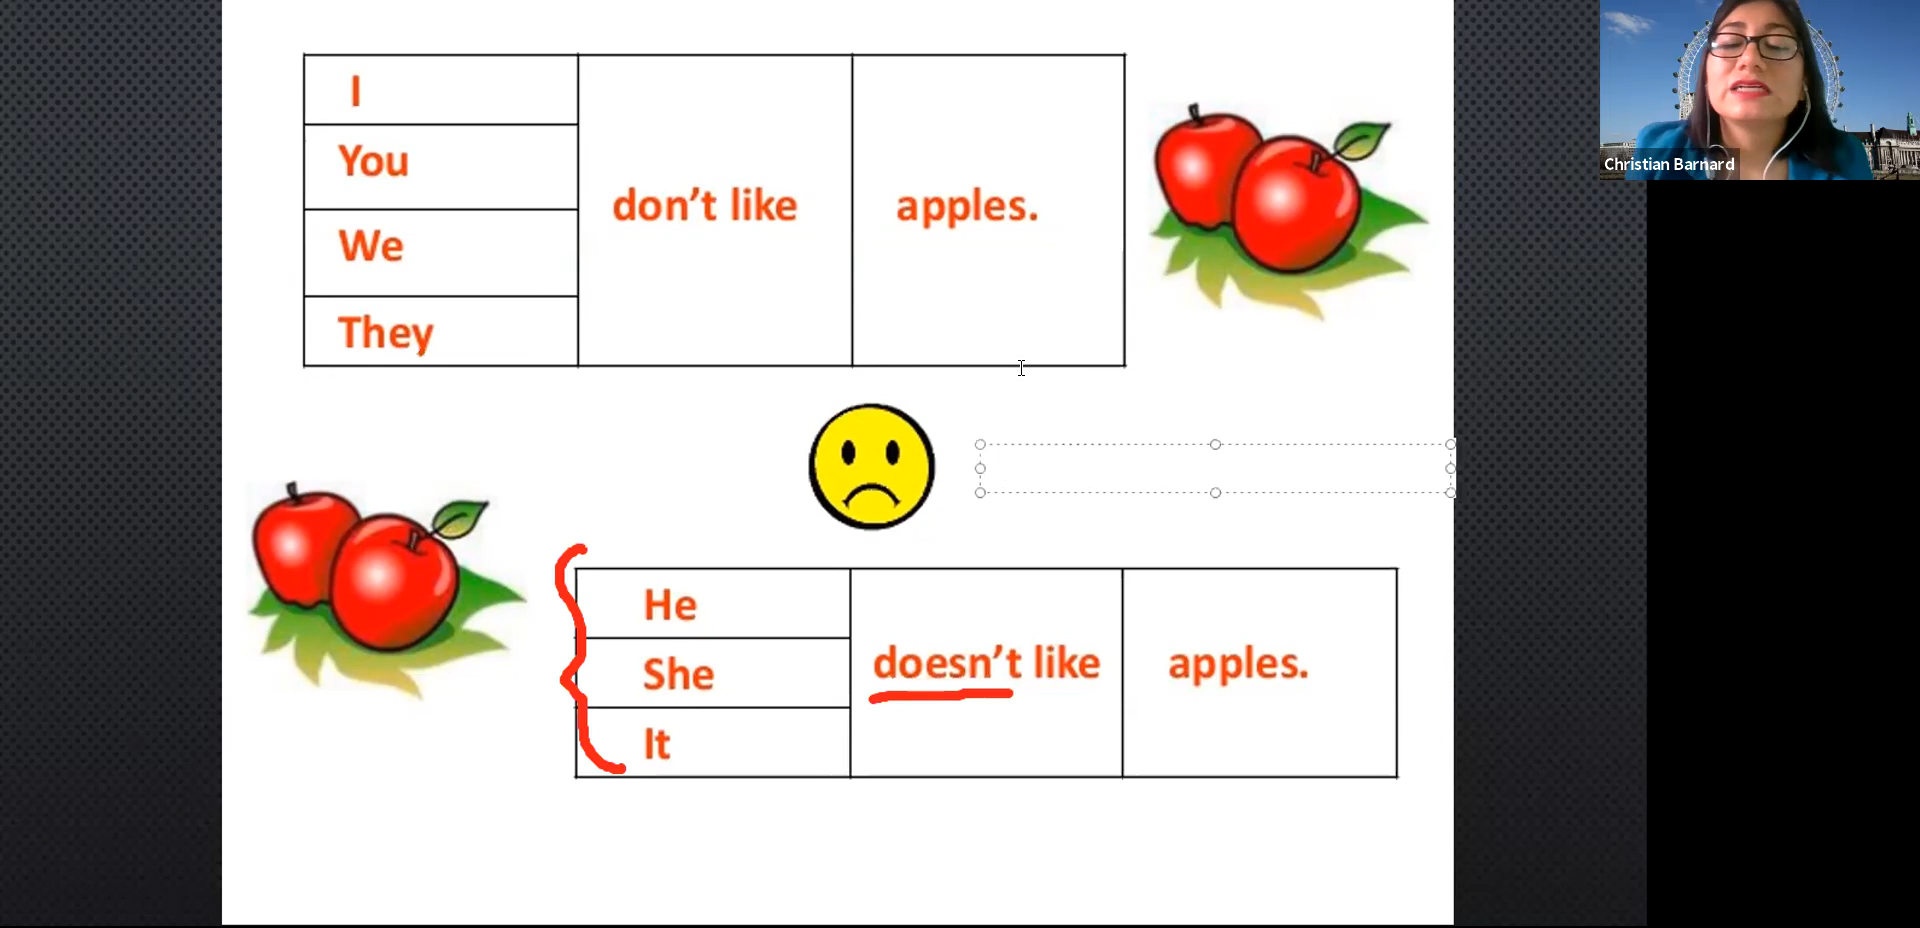 I
You
We
They
don’t like
apples.
Christian Barnard
He
She
It
doesn’t like
apples.